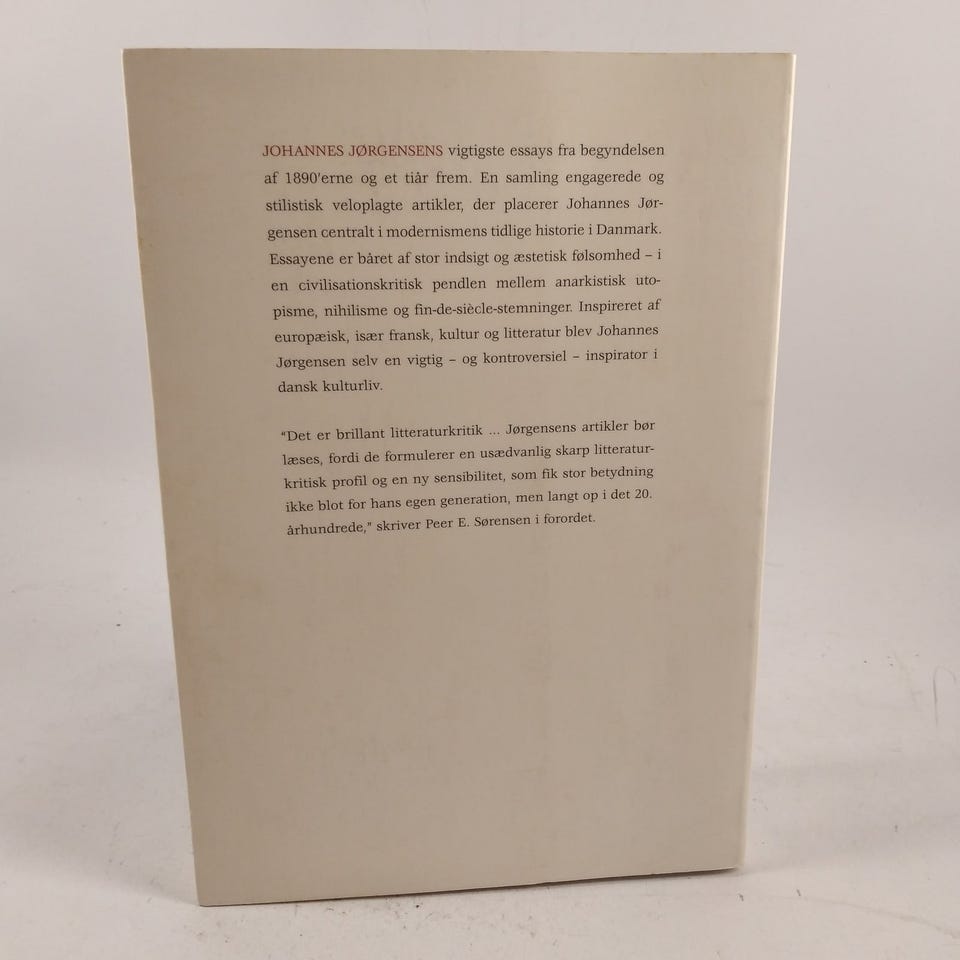 JOHANNES JØRGENSENS vigtigste essays fra begyndelsen
af 1890'erne og et tiår frem. En samling engagerede og
stilistisk veloplagte artikler, der placerer Johannes Jør-
gensen centralt i modernismens tidlige historie i Danmark.
Essayene er båret af stor indsigt og æstetisk følsomhed – i
en civilisationskritisk pendlen mellem anarkistisk uto-
pisme, nihilisme og fin-de-siècle-stemninger. Inspireret af
europæisk, især fransk, kultur og litteratur blev Johannes
Jørgensen selv en vigtig – og kontroversiel – inspirator i
dansk kulturliv.
"Det er brillant litteraturkritik ... Jørgensens artikler bør
læses, fordi de formulerer en usædvanlig skarp litteratur-
kritisk profil og en ny sensibilitet, som fik stor betydning
ikke blot for hans egen generation, men langt op i det 20.
århundrede," skriver Peer E. Sørensen i forordet.